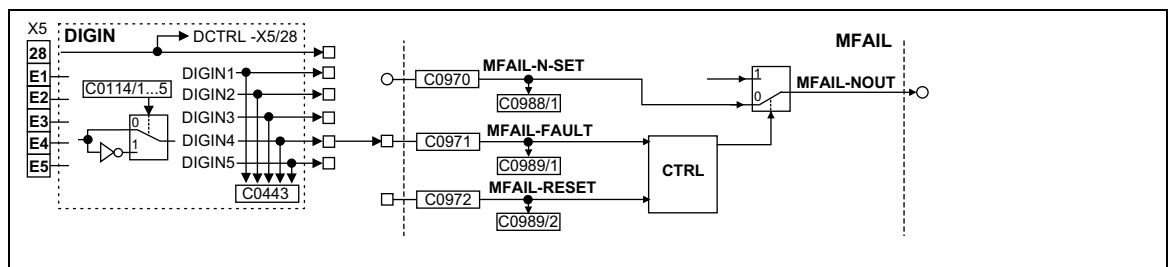 X5
DIGIN
28
DCTRL -X5/28
E1
E2
E3
E4
E5
C0114/1...5
0
1
DIGIN1
DIGIN2
DIGIN3
DIGIN4
DIGIN5
C0443
MFAIL
C0970
MFAIL-N-SET
C0988/1
C0971
MFAIL-FAULT
C0989/1
C0972
MFAIL-RESET
C0989/2
CTRL
1
0
MFAIL-NOUT